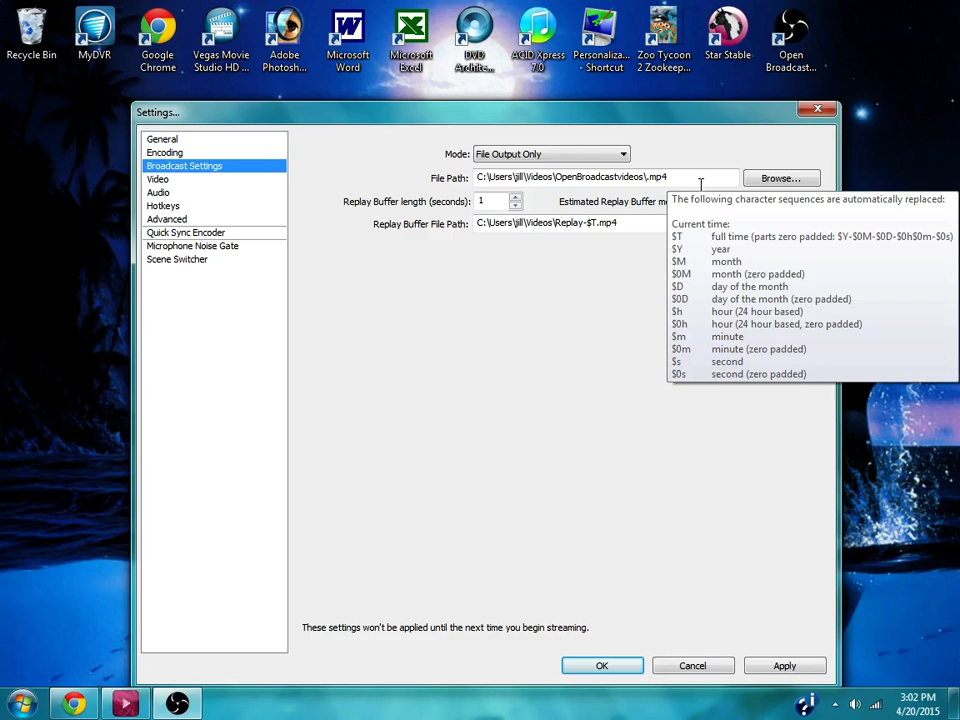 Recycle Bin
MyDVR
Google
Chrome
Vegas Movie
Studio HD ...
Adobe
Photosh...
Microsoft
Word
Microsoft
Excel
DVD
Archite...
ACID Xpress
7.0
Personaliza...
- Shortcut
Zoo Tycoon
2 Zookeep...
Star Stable
Open
Broadcast...
Settings...
General
Encoding
Broadcast Settings
Video
Audio
Hotkeys
Advanced
Quick Sync Encoder
Microphone Noise Gate
Scene Switcher
Mode: File Output Only
File Path: C:\Users\jill\Videos\OpenBroadcastvideos\.mp4 Browse...
Replay Buffer length (seconds): 1 Estimated Replay Buffer me
Replay Buffer File Path: C:\Users\jill\Videos\Replay-$T.mp4
The following character sequences are automatically replaced:
Current time:
$T full time (parts zero padded: $Y-$0M-$0D-$0h$0m-$0s)
$Y year
$M month
$0M month (zero padded)
$D day of the month
$0D day of the month (zero padded)
$h hour (24 hour based)
$0h hour (24 hour based, zero padded)
$m minute
$0m minute (zero padded)
$s second
$0s second (zero padded)
These settings won't be applied until the next time you begin streaming.
OK Cancel Apply
3:02 PM
4/20/2015